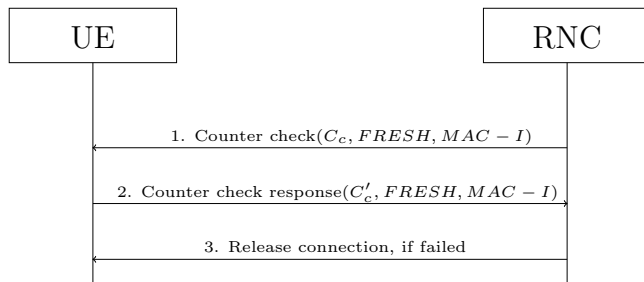 UE
RNC
1. Counter check(C_c, FRESH, MAC − I)
2. Counter check response(C′_c, FRESH, MAC − I)
3. Release connection, if failed